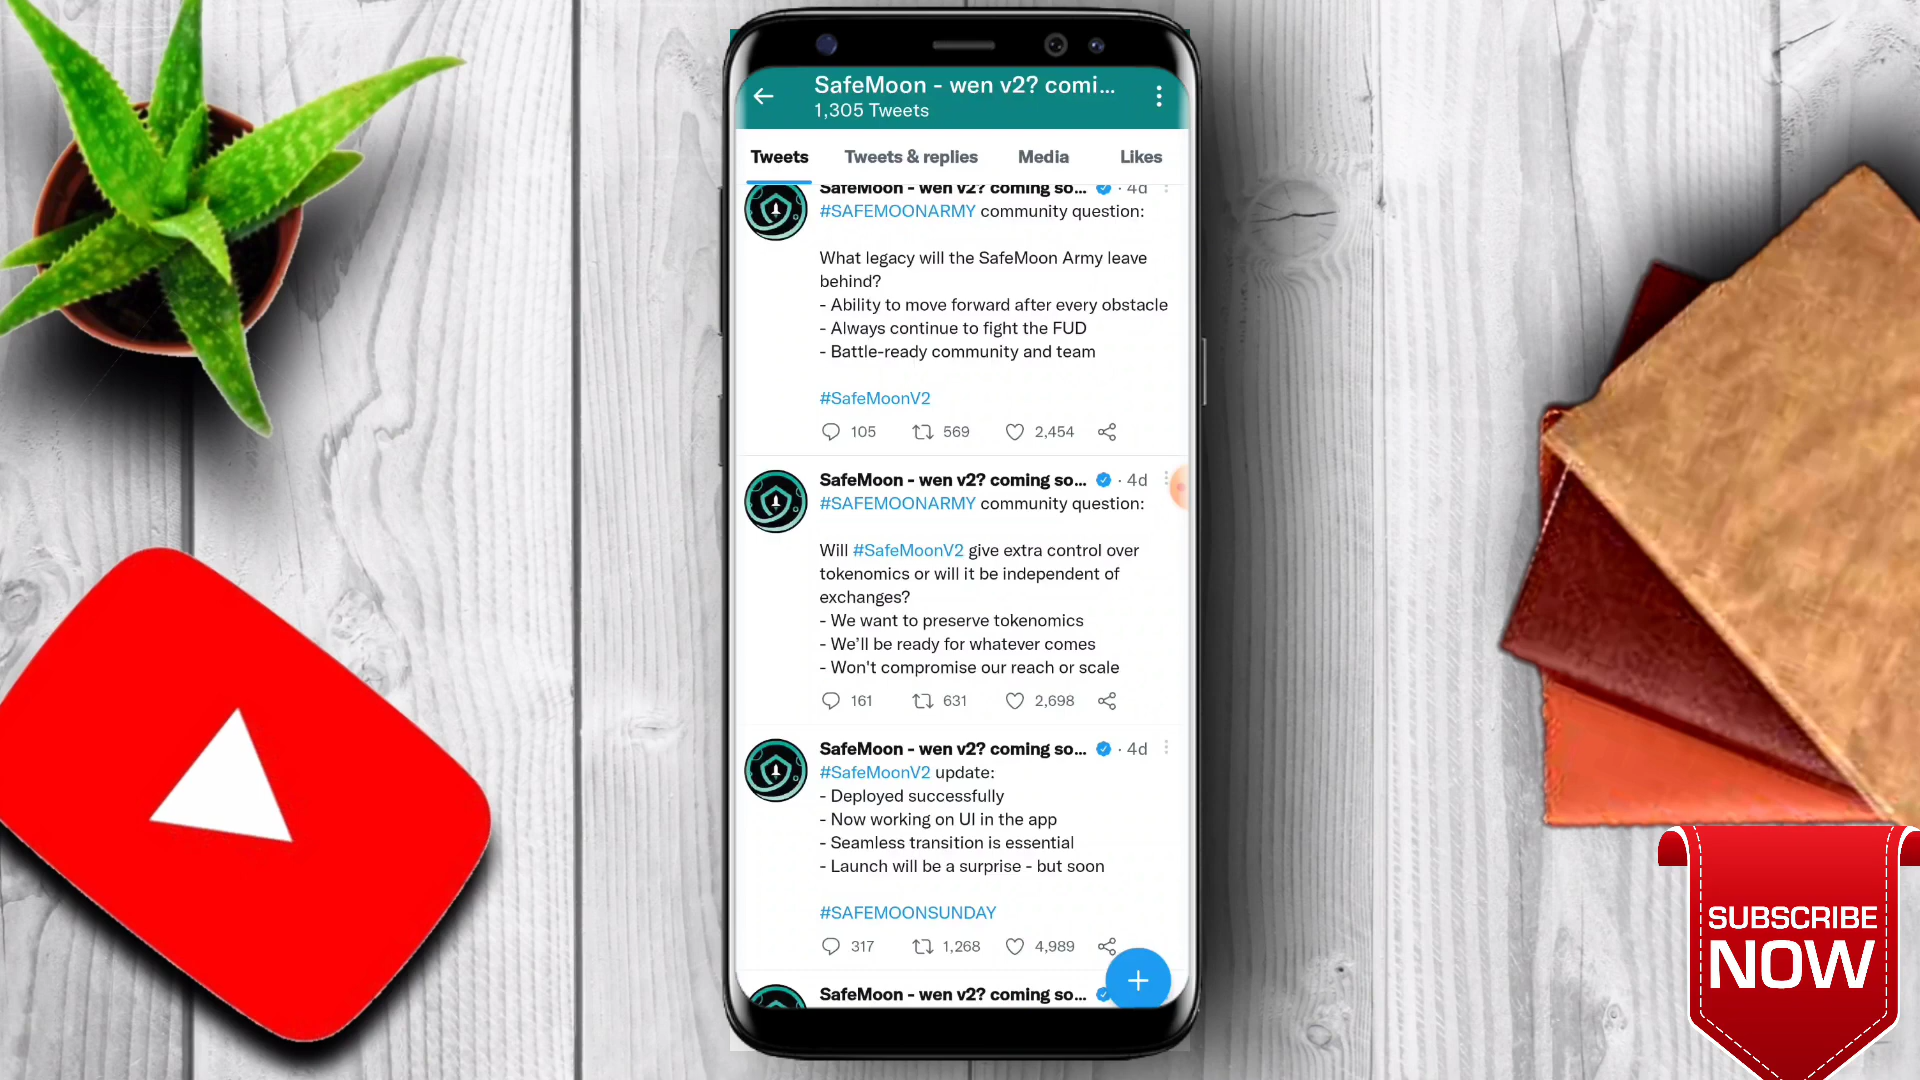 SafeMoon - wen v2? comi...
1,305 Tweets
Tweets
Tweets & replies
Media
Likes
SafeMoon - wen v2? coming so... · 4d
#SAFEMOONARMY community question:
What legacy will the SafeMoon Army leave
behind?
- Ability to move forward after every obstacle
- Always continue to fight the FUD
- Battle-ready community and team
#SafeMoonV2
105 569 2,454
SafeMoon - wen v2? coming so... · 4d
#SAFEMOONARMY community question:
Will #SafeMoonV2 give extra control over
tokenomics or will it be independent of
exchanges?
- We want to preserve tokenomics
- We'll be ready for whatever comes
- Won't compromise our reach or scale
161 631 2,698
SafeMoon - wen v2? coming so... · 4d
#SafeMoonV2 update:
- Deployed successfully
- Now working on UI in the app
- Seamless transition is essential
- Launch will be a surprise - but soon
#SAFEMOONSUNDAY
317 1,268 4,989
SafeMoon - wen v2? coming so...
SUBSCRIBE
NOW